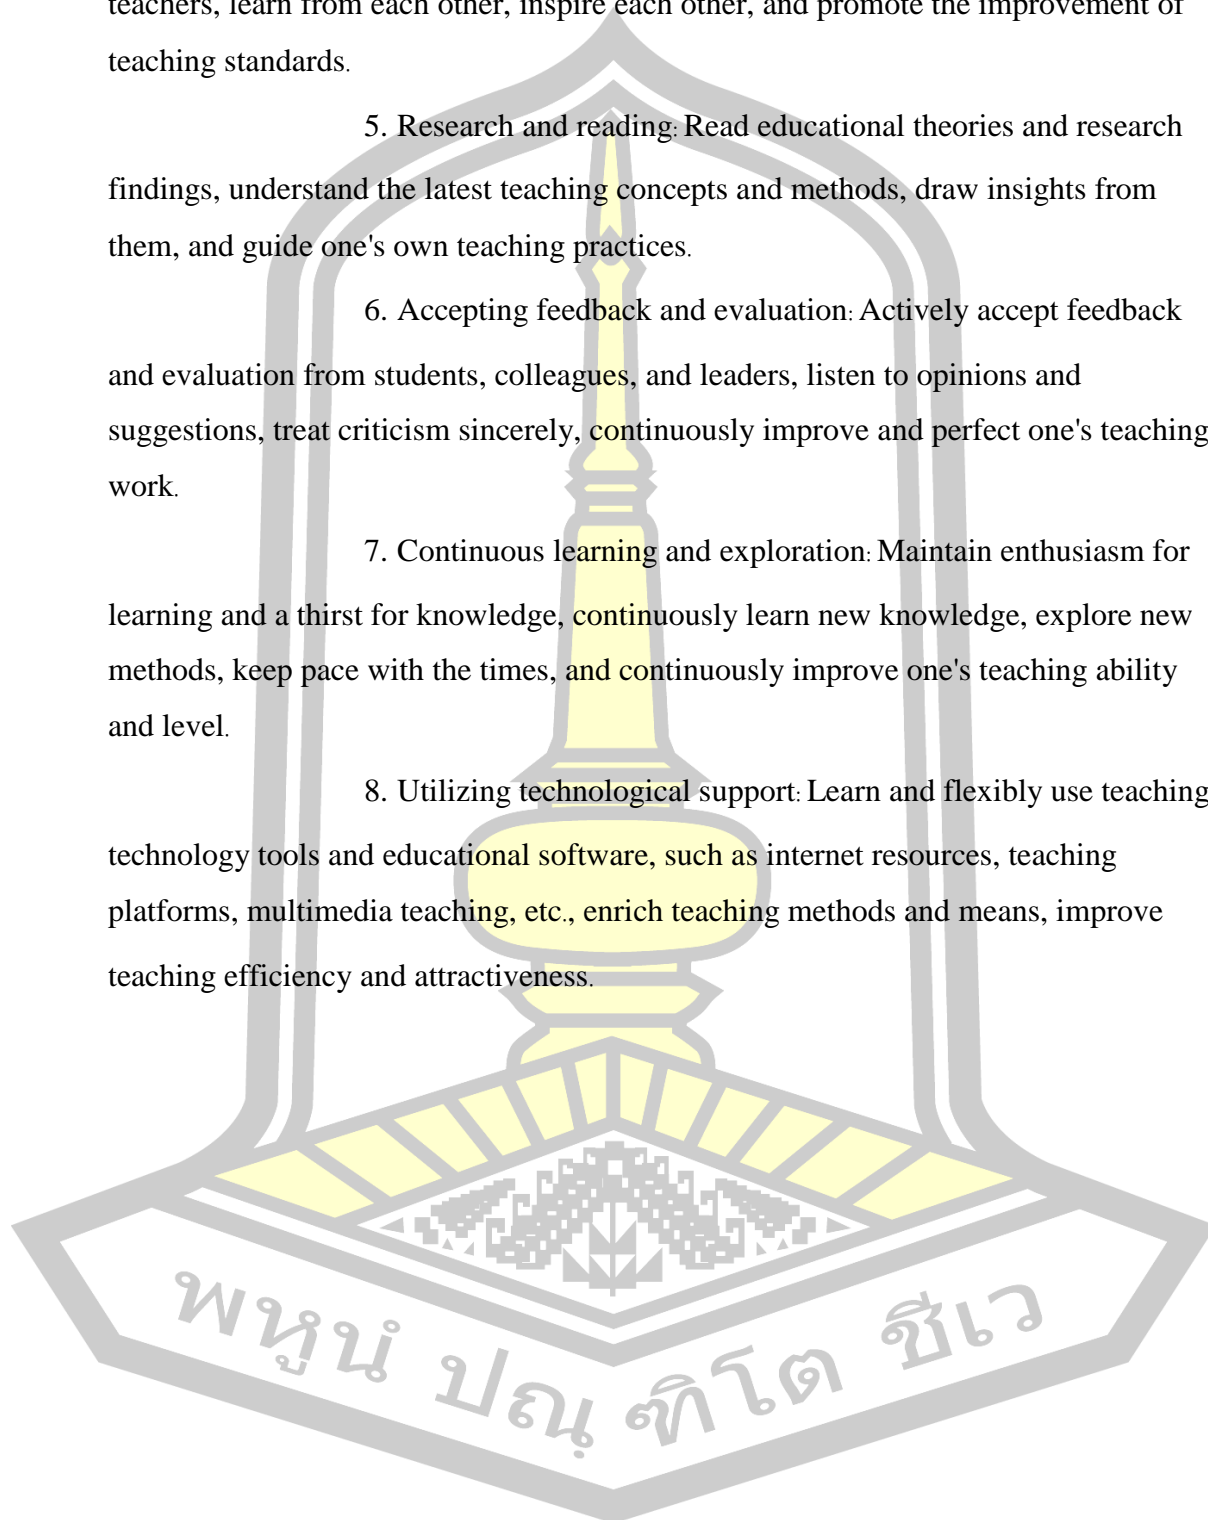 teachers, learn from each other, inspire each other, and promote the improvement of
teaching standards.
5. Research and reading: Read educational theories and research
findings, understand the latest teaching concepts and methods, draw insights from
them, and guide one's own teaching practices.
6. Accepting feedback and evaluation: Actively accept feedback
and evaluation from students, colleagues, and leaders, listen to opinions and
suggestions, treat criticism sincerely, continuously improve and perfect one's teaching
work.
7. Continuous learning and exploration: Maintain enthusiasm for
learning and a thirst for knowledge, continuously learn new knowledge, explore new
methods, keep pace with the times, and continuously improve one's teaching ability
and level.
8. Utilizing technological support: Learn and flexibly use teaching
technology tools and educational software, such as internet resources, teaching
platforms, multimedia teaching, etc., enrich teaching methods and means, improve
teaching efficiency and attractiveness.
พหูนํ ปณฺฑิโต ชีเว